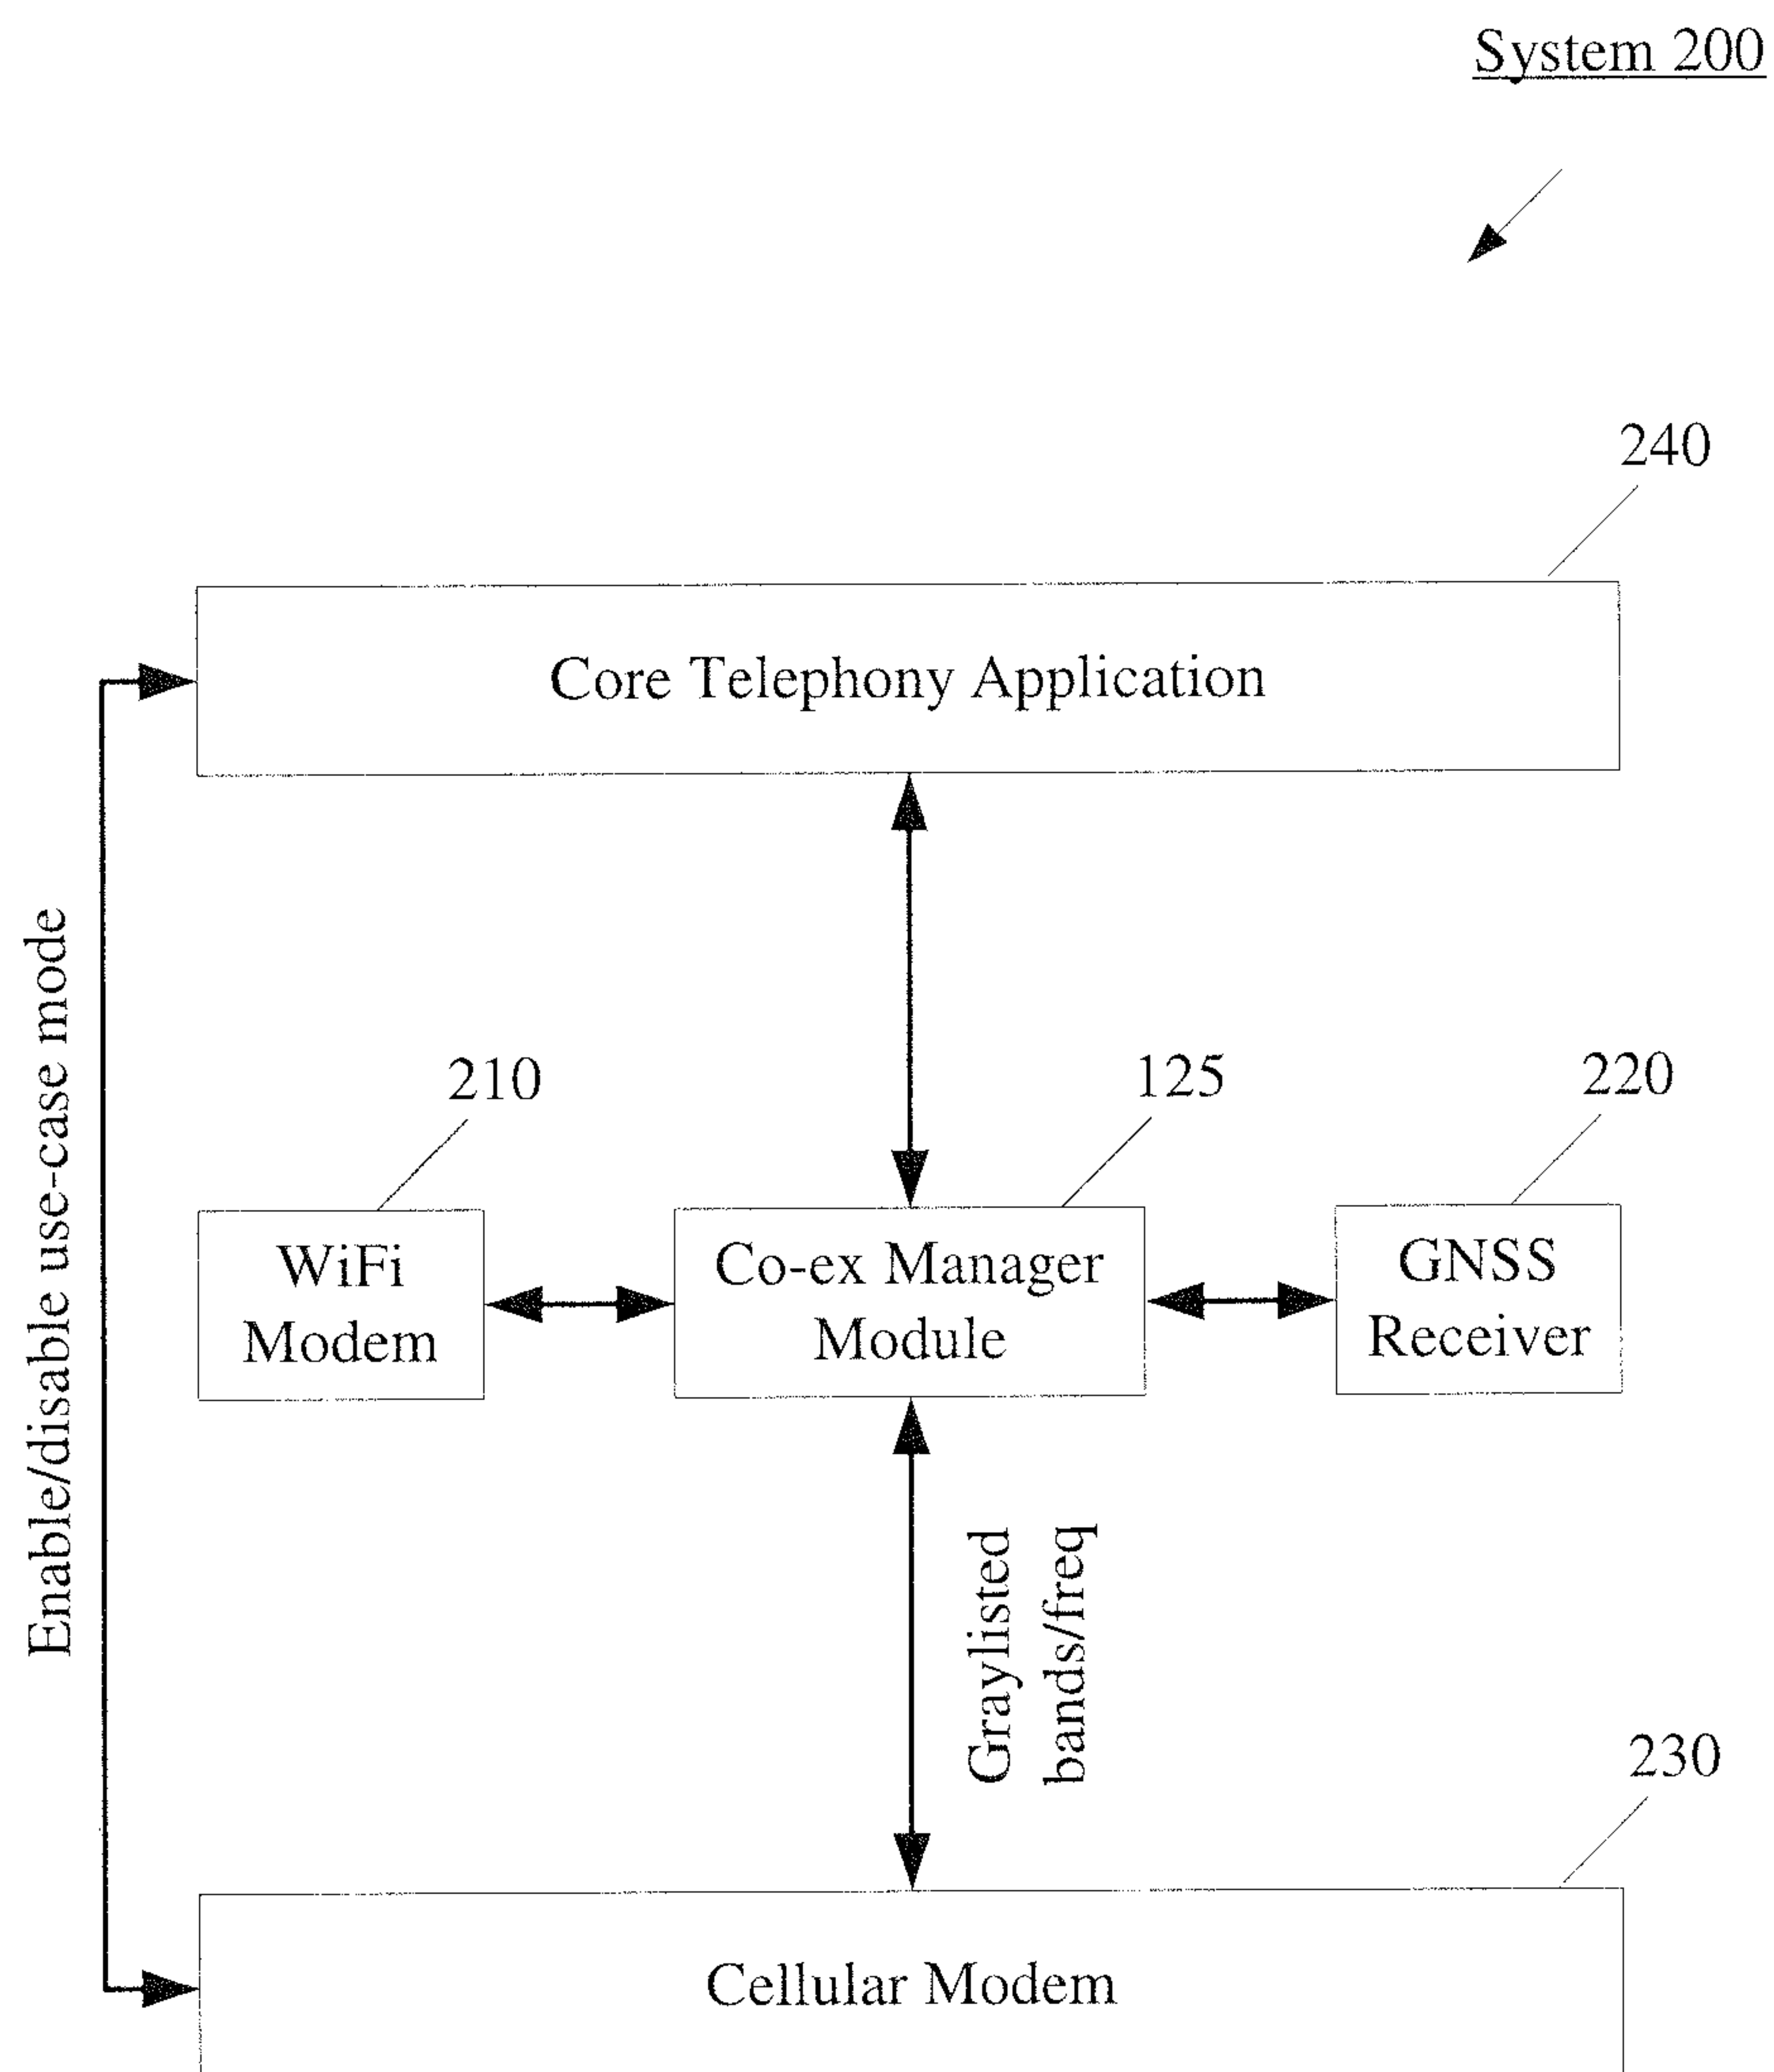 System 200
240
Core Telephony Application
Enable/disable use-case mode
210
125
220
WiFi
Modem
Co-ex Manager
Module
GNSS
Receiver
Graylisted
bands/freq
230
Cellular Modem